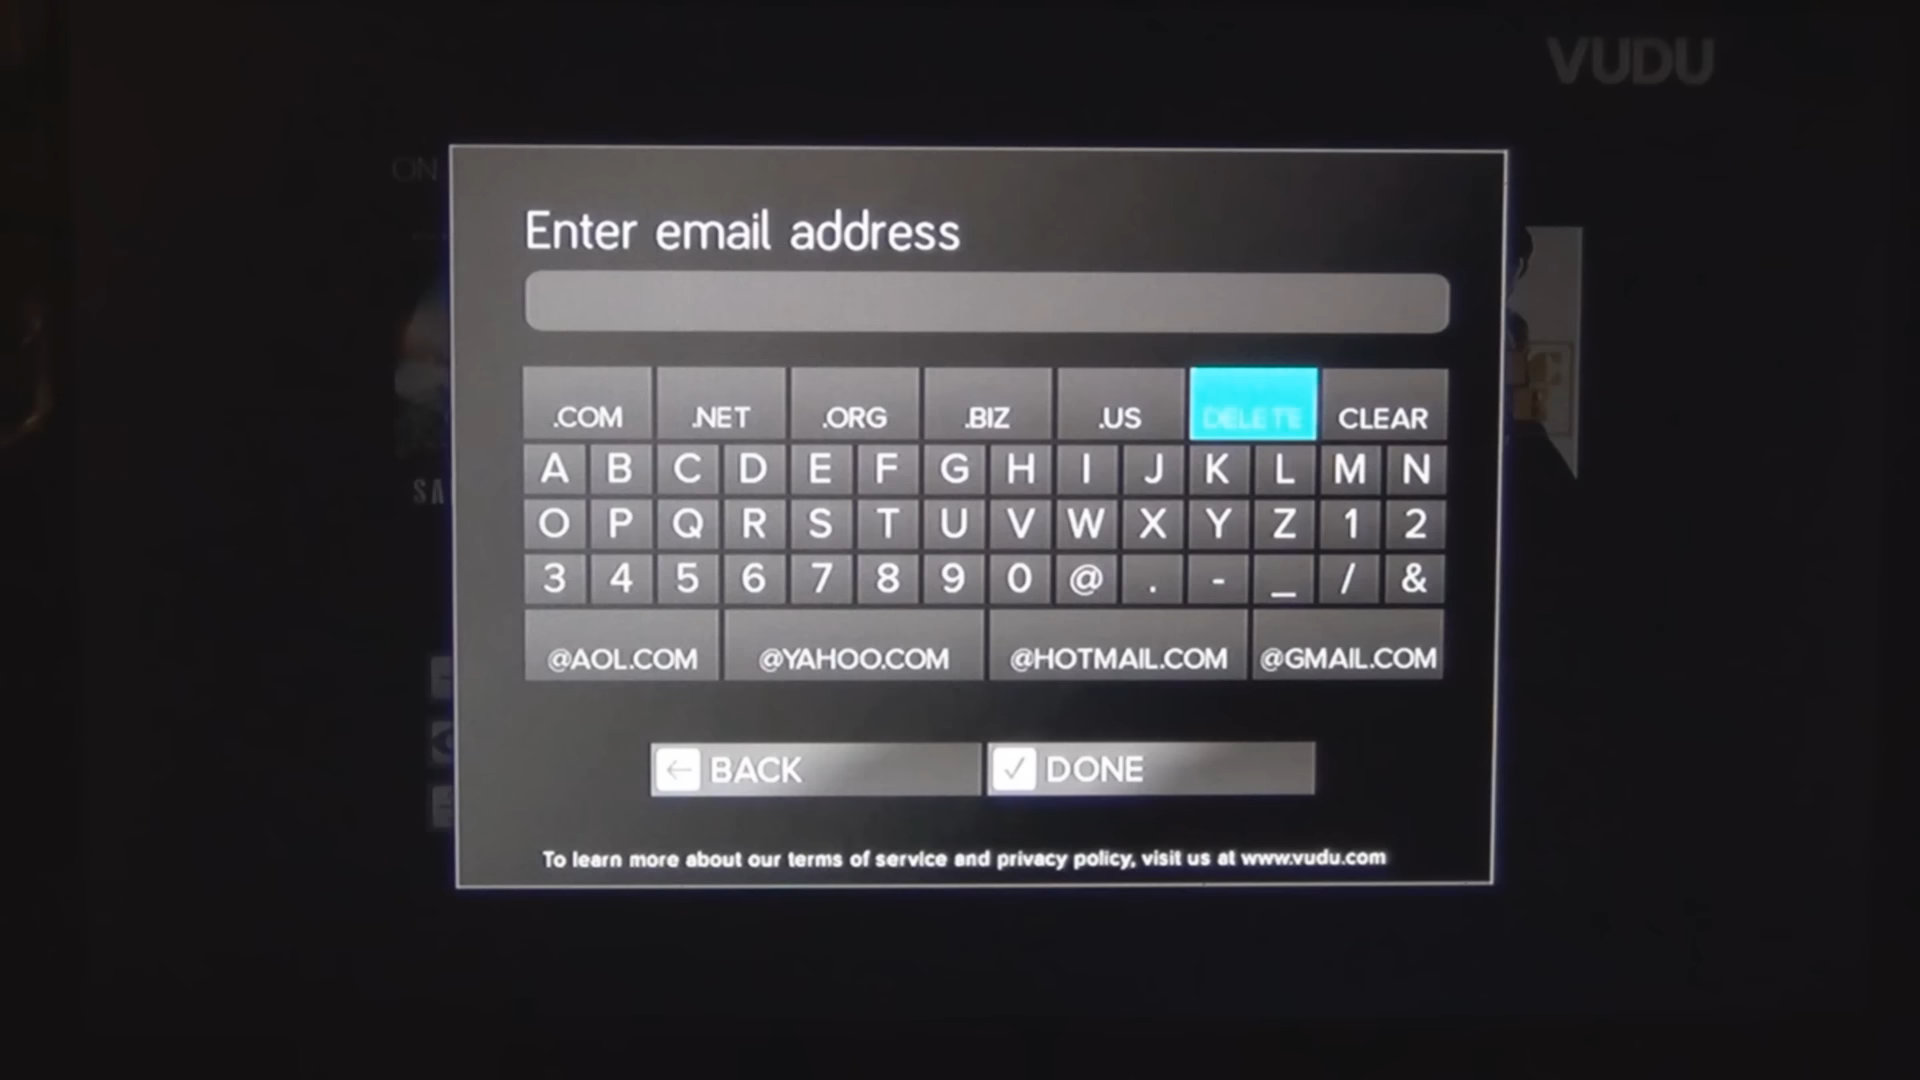 VUDU
ON
Enter email address
.COM .NET .ORG .BIZ .US DELETE CLEAR
A B C D E F G H I J K L M N
O P Q R S T U V W X Y Z 1 2
3 4 5 6 7 8 9 0 @ . - _ / &
@AOL.COM @YAHOO.COM @HOTMAIL.COM @GMAIL.COM
SA
← BACK ✓ DONE
To learn more about our terms of service and privacy policy, visit us at www.vudu.com